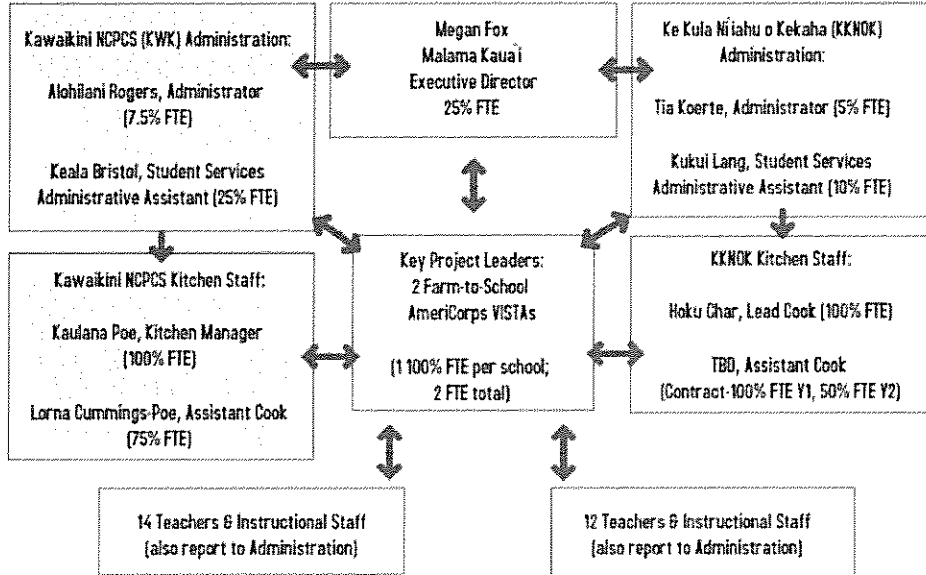 Kawaikini NCPCS (KWK) Administration:
Alohilani Rogers, Administrator
(7.5% FTE)
Keala Bristol, Student Services
Administrative Assistant (25% FTE)
Megan Fox
Malama Kaua`i
Executive Director
25% FTE
Ke Kula Ni`iahu o Kekaha (KKNOK)
Administration:
Tia Koerte, Administrator (5% FTE)
Kukui Lang, Student Services
Administrative Assistant (10% FTE)
Kawaikini NCPCS Kitchen Staff:
Kaulana Poe, Kitchen Manager
(100% FTE)
Lorna Cummings-Poe, Assistant Cook
(75% FTE)
Key Project Leaders:
2 Farm-to-School
AmeriCorps VISTAs
(1 100% FTE per school;
2 FTE total)
KKNOK Kitchen Staff:
Hoku Char, Lead Cook (100% FTE)
TBD, Assistant Cook
(Contract-100% FTE Y1, 50% FTE Y2)
14 Teachers & Instructional Staff
(also report to Administration)
12 Teachers & Instructional Staff
(also report to Administration)